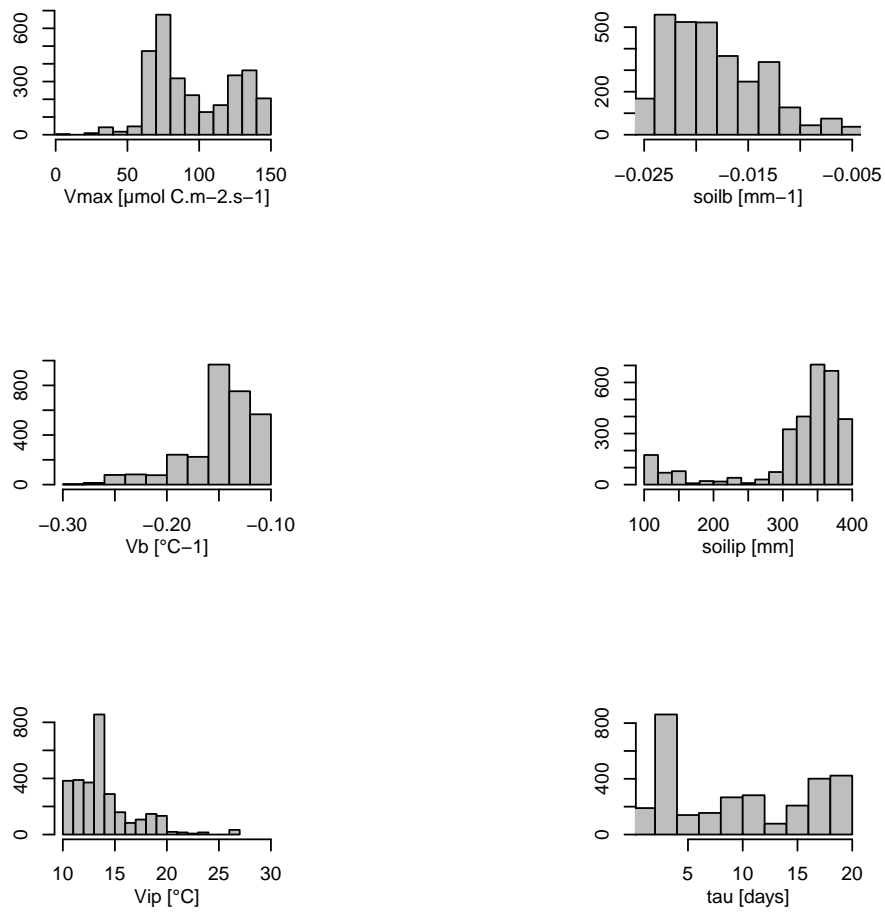 600
300
0
0 50 100 150
Vmax [µmol C.m−2.s−1]
500
200
0
−0.025 −0.015 −0.005
soilb [mm−1]
800
400
0
−0.30 −0.20 −0.10
Vb [°C−1]
600
300
0
100 200 300 400
soilip [mm]
800
400
0
10 15 20 25 30
Vip [°C]
800
400
0
5 10 15 20
tau [days]